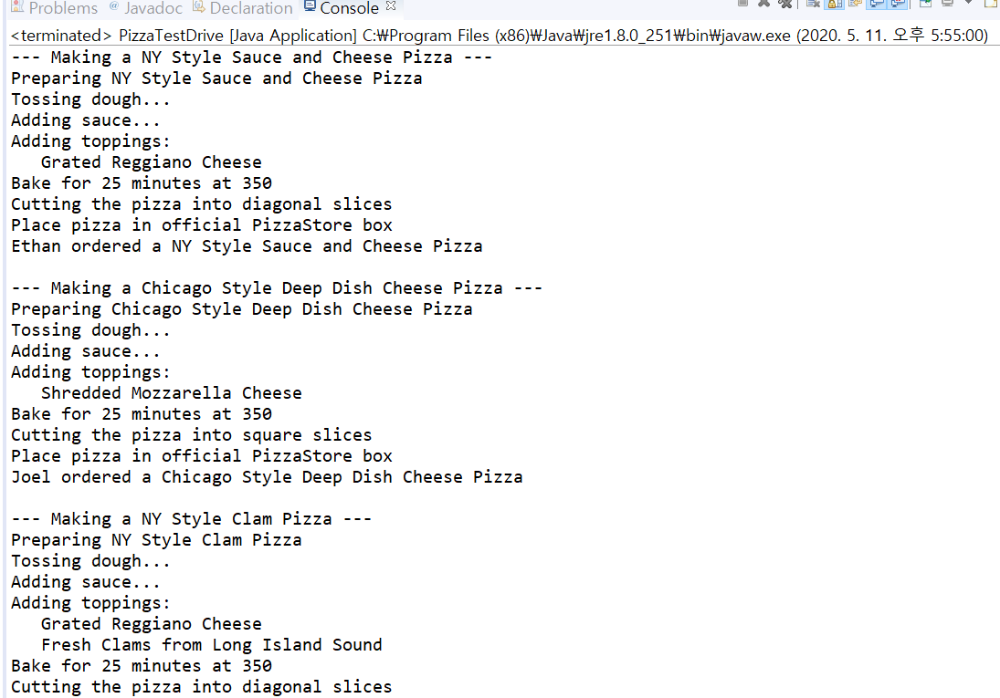 Problems @ Javadoc Declaration Console
<terminated> PizzaTestDrive [Java Application] C:₩Program Files (x86)₩Java₩jre1.8.0_251₩bin₩javaw.exe (2020. 5. 11. 오후 5:55:00)
--- Making a NY Style Sauce and Cheese Pizza ---
Preparing NY Style Sauce and Cheese Pizza
Tossing dough...
Adding sauce...
Adding toppings:
   Grated Reggiano Cheese
Bake for 25 minutes at 350
Cutting the pizza into diagonal slices
Place pizza in official PizzaStore box
Ethan ordered a NY Style Sauce and Cheese Pizza

--- Making a Chicago Style Deep Dish Cheese Pizza ---
Preparing Chicago Style Deep Dish Cheese Pizza
Tossing dough...
Adding sauce...
Adding toppings:
   Shredded Mozzarella Cheese
Bake for 25 minutes at 350
Cutting the pizza into square slices
Place pizza in official PizzaStore box
Joel ordered a Chicago Style Deep Dish Cheese Pizza

--- Making a NY Style Clam Pizza ---
Preparing NY Style Clam Pizza
Tossing dough...
Adding sauce...
Adding toppings:
   Grated Reggiano Cheese
   Fresh Clams from Long Island Sound
Bake for 25 minutes at 350
Cutting the pizza into diagonal slices